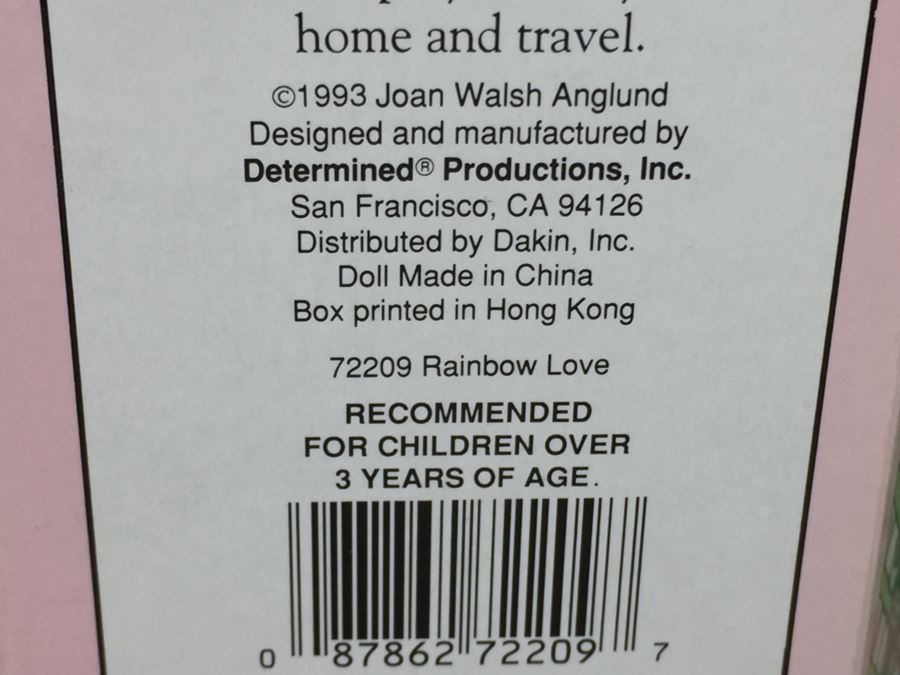 home and travel.
©1993 Joan Walsh Anglund
Designed and manufactured by
Determined® Productions, Inc.
San Francisco, CA 94126
Distributed by Dakin, Inc.
Doll Made in China
Box printed in Hong Kong
72209 Rainbow Love
RECOMMENDED
FOR CHILDREN OVER
3 YEARS OF AGE.
0 87862 72209 7